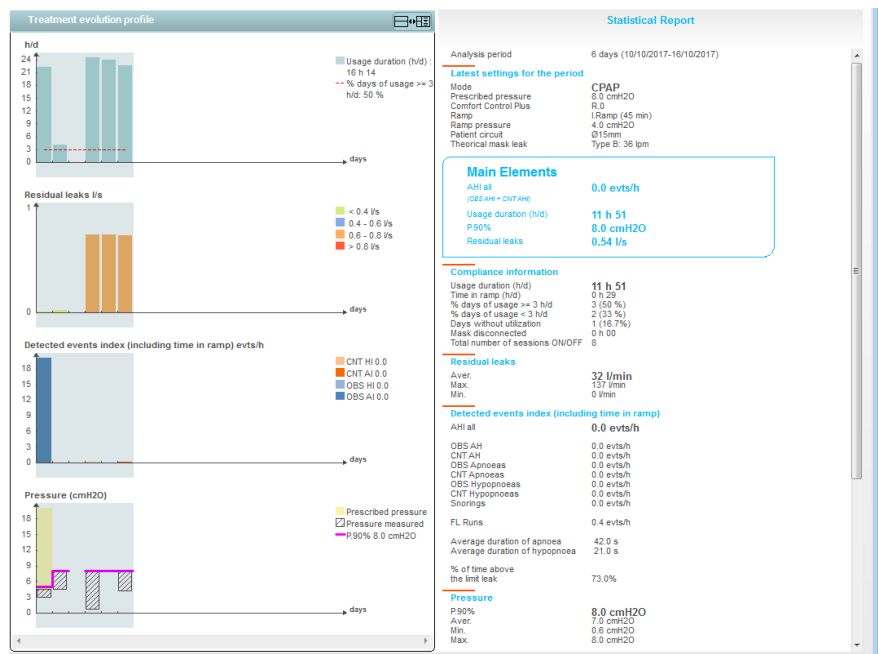 Treatment evolution profile
h/d
24
21
18
15
12
9
6
3
0
days
Usage duration (h/d) :
16 h 14
% days of usage >= 3
h/d: 50 %
Residual leaks l/s
1
0
days
< 0.4 l/s
0.4 - 0.6 l/s
0.6 - 0.8 l/s
> 0.8 l/s
Detected events index (including time in ramp) evts/h
18
15
12
9
6
3
0
days
CNT HI 0.0
CNT AI 0.0
OBS HI 0.0
OBS AI 0.0
Pressure (cmH2O)
18
15
12
9
6
3
0
days
Prescribed pressure
Pressure measured
P.90% 8.0 cmH2O
Statistical Report
Analysis period 6 days (10/10/2017-16/10/2017)
Latest settings for the period
Mode CPAP
Prescribed pressure 8.0 cmH2O
Comfort Control Plus R.0
Ramp I.Ramp (45 min)
Ramp pressure 4.0 cmH2O
Patient circuit Ø15mm
Theorical mask leak Type B: 36 lpm
Main Elements
AHI all 0.0 evts/h
(OBS AHI + CNT AHI)
Usage duration (h/d) 11 h 51
P.90% 8.0 cmH2O
Residual leaks 0.54 l/s
Compliance information
Usage duration (h/d) 11 h 51
Time in ramp (h/d) 0 h 29
% days of usage >= 3 h/d 3 (50 %)
% days of usage < 3 h/d 2 (33 %)
Days without utilization 1 (16.7%)
Mask disconnected 0 h 00
Total number of sessions ON/OFF 8
Residual leaks
Aver. 32 l/min
Max. 137 l/min
Min. 0 l/min
Detected events index (including time in ramp)
AHI all 0.0 evts/h
OBS AH 0.0 evts/h
CNT AH 0.0 evts/h
OBS Apnoeas 0.0 evts/h
CNT Apnoeas 0.0 evts/h
OBS Hypopnoeas 0.0 evts/h
CNT Hypopnoeas 0.0 evts/h
Snorings 0.0 evts/h
FL Runs 0.4 evts/h
Average duration of apnoea 42.0 s
Average duration of hypopnoea 21.0 s
% of time above
the limit leak 73.0%
Pressure
P.90% 8.0 cmH2O
Aver. 7.0 cmH2O
Min. 0.6 cmH2O
Max. 8.0 cmH2O